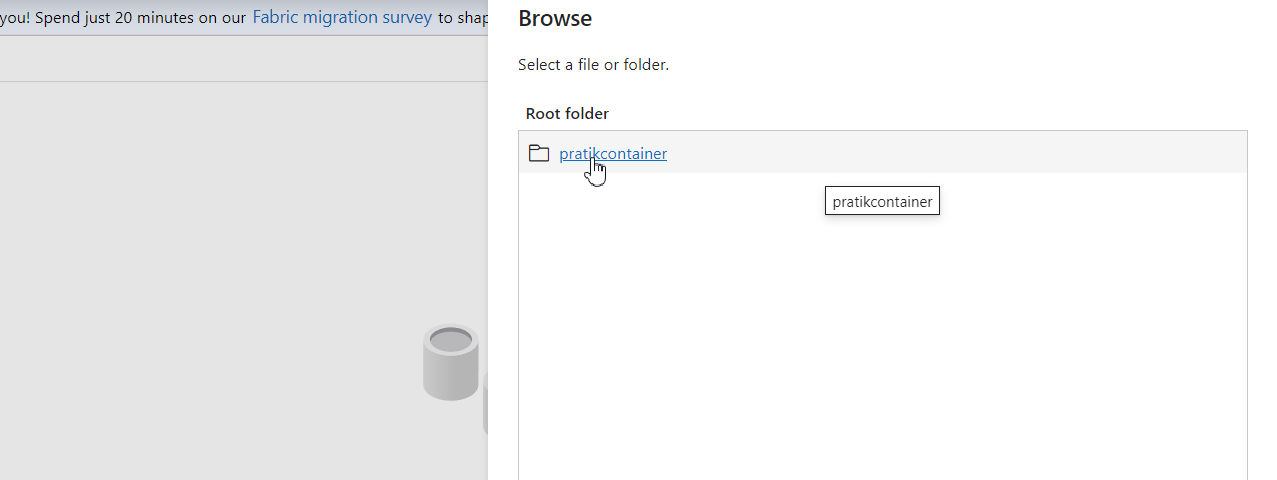 you! Spend just 20 minutes on our Fabric migration survey to shap
Browse
Select a file or folder.
Root folder
pratikcontainer
pratikcontainer